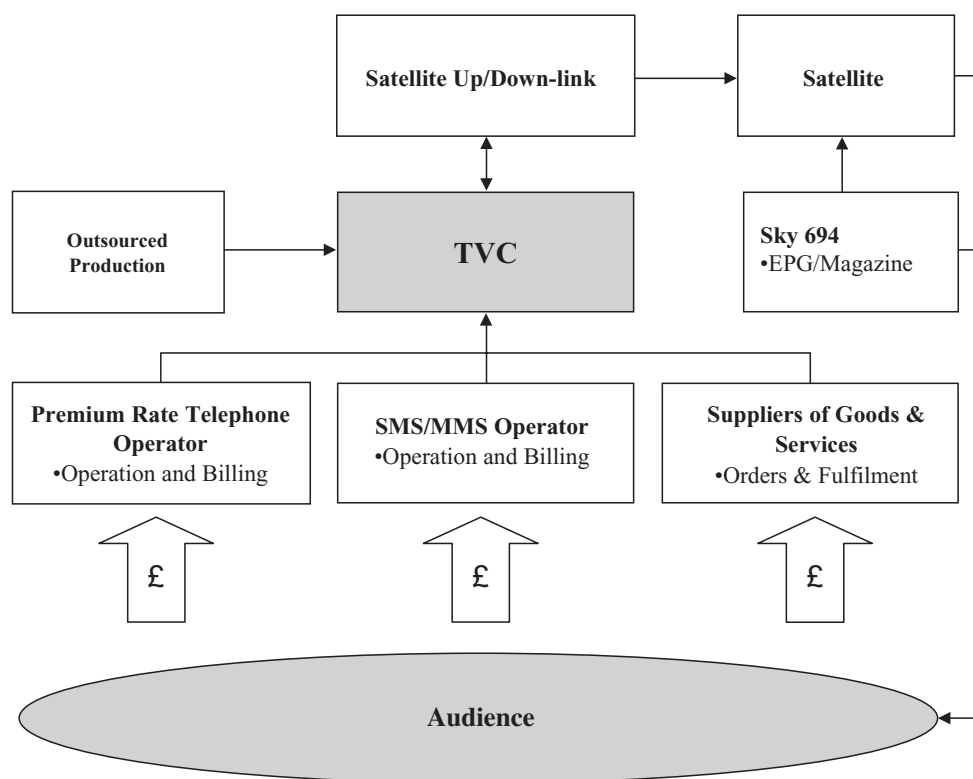 Satellite Up/Down-link
Satellite
Outsourced
Production
TVC
Sky 694
•EPG/Magazine
Premium Rate Telephone
Operator
•Operation and Billing
SMS/MMS Operator
•Operation and Billing
Suppliers of Goods &
Services
•Orders & Fulfilment
£
£
£
Audience